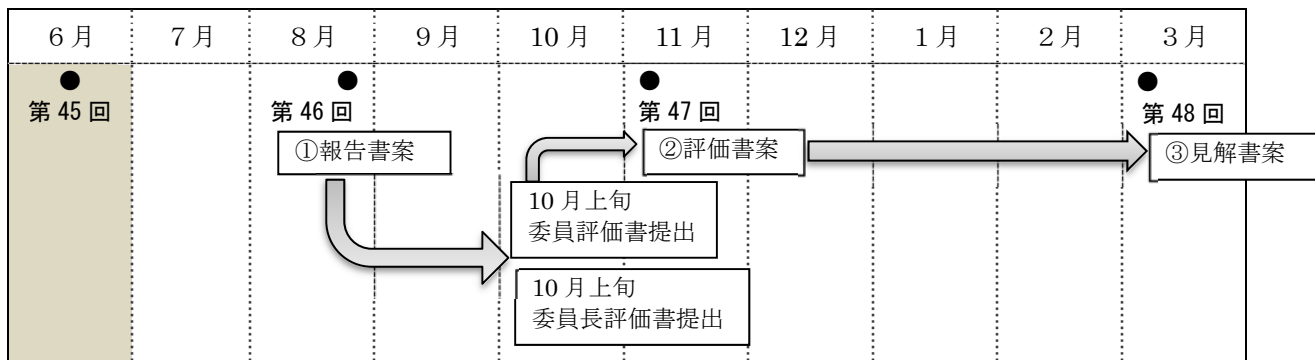 6月 7月 8月 9月 10月 11月 12月 1月 2月 3月
● ● ● ●
第45回 第46回 第47回 第48回
①報告書案 ②評価書案 ③見解書案
10月上旬
委員評価書提出
10月上旬
委員長評価書提出